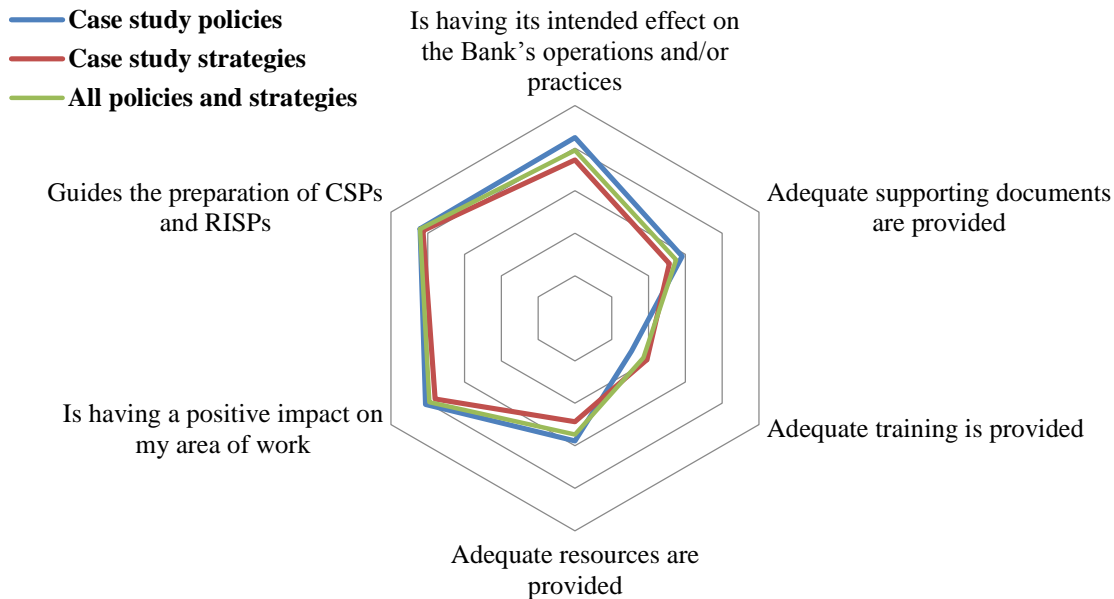 Case study policies
Case study strategies
All policies and strategies
Is having its intended effect on
the Bank’s operations and/or
practices
Adequate supporting documents
are provided
Adequate training is provided
Adequate resources are
provided
Is having a positive impact on
my area of work
Guides the preparation of CSPs
and RISPs